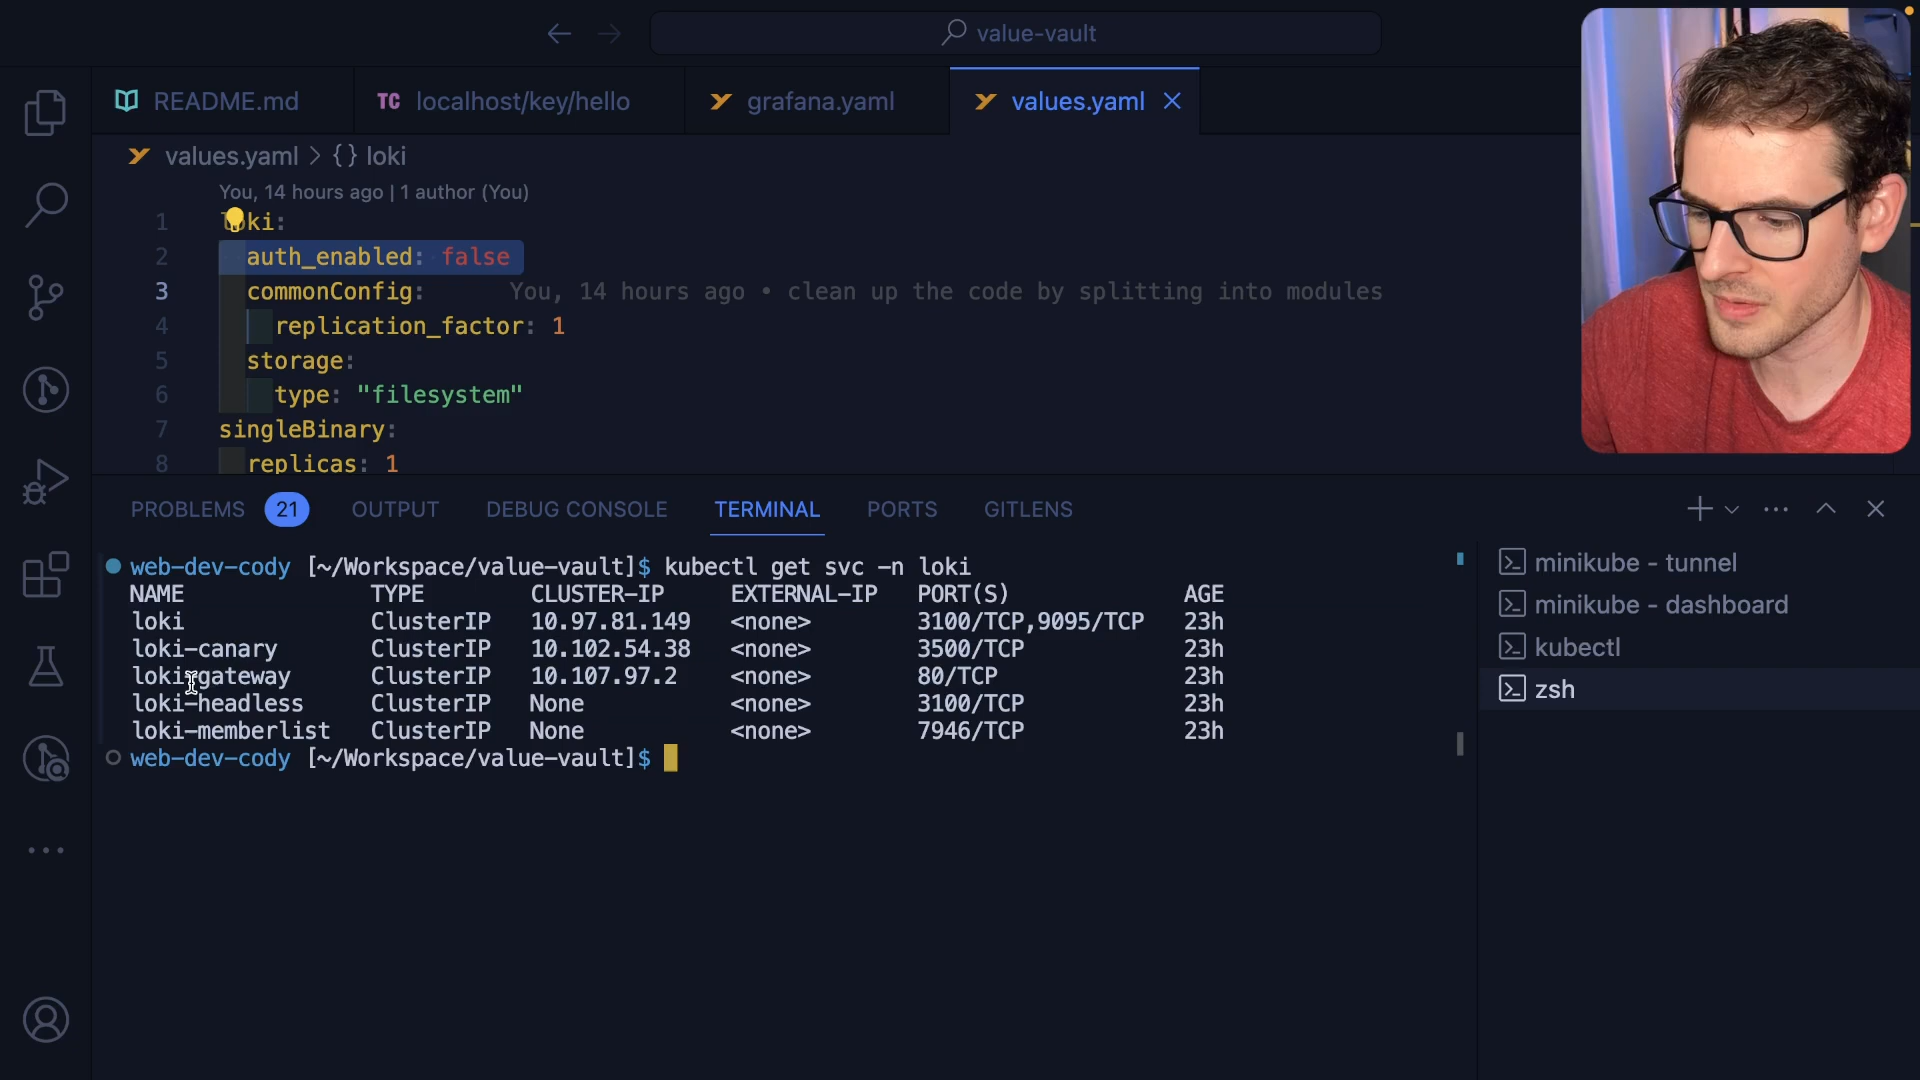 value-vault
README.md
TC localhost/key/hello
grafana.yaml
values.yaml
values.yaml > {} loki
You, 14 hours ago | 1 author (You)
1 loki:
2 auth_enabled: false
3 commonConfig: You, 14 hours ago • clean up the code by splitting into modules
4 replication_factor: 1
5 storage:
6 type: "filesystem"
7 singleBinary:
8 replicas: 1
PROBLEMS 21 OUTPUT DEBUG CONSOLE TERMINAL PORTS GITLENS
web-dev-cody [~/Workspace/value-vault]$ kubectl get svc -n loki
NAME TYPE CLUSTER-IP EXTERNAL-IP PORT(S) AGE
loki ClusterIP 10.97.81.149 <none> 3100/TCP,9095/TCP 23h
loki-canary ClusterIP 10.102.54.38 <none> 3500/TCP 23h
loki-gateway ClusterIP 10.107.97.2 <none> 80/TCP 23h
loki-headless ClusterIP None <none> 3100/TCP 23h
loki-memberlist ClusterIP None <none> 7946/TCP 23h
web-dev-cody [~/Workspace/value-vault]$
minikube - tunnel
minikube - dashboard
kubectl
zsh